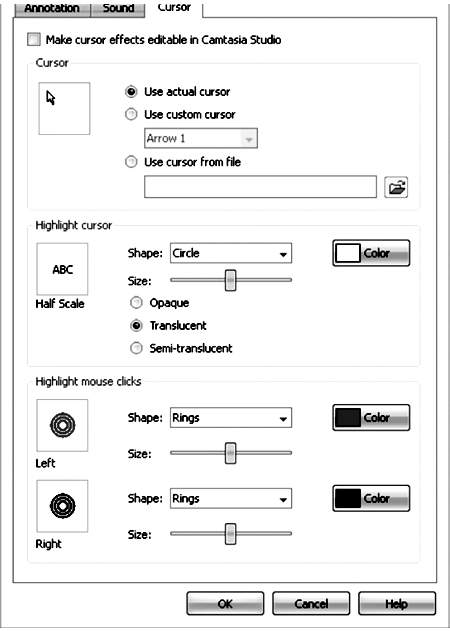 Annotation Sound Cursor
Make cursor effects editable in Camtasia Studio
Cursor
Use actual cursor
Use custom cursor
Arrow 1
Use cursor from file
Highlight cursor
ABC
Half Scale
Shape: Circle
Color
Size:
Opaque
Translucent
Semi-translucent
Highlight mouse clicks
Left
Shape: Rings
Color
Size:
Right
Shape: Rings
Color
Size:
OK Cancel Help